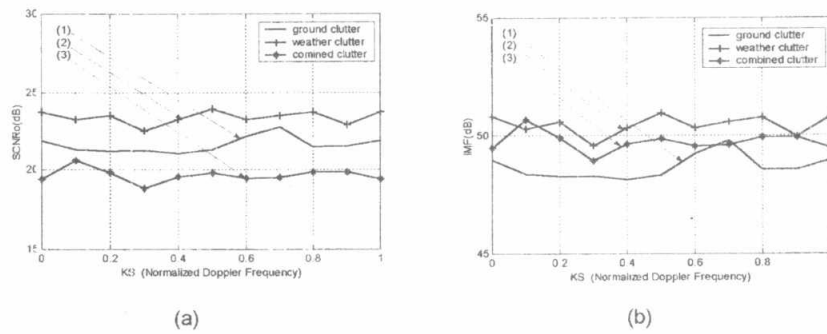 (a)
30
25
20
15
SCNRo(dB)
(1)
(2)
(3)
ground clutter
weather clutter
comined clutter
0 0.2 0.4 0.6 0.8 1
KS (Normalized Doppler Frequency)
(a)
(b)
55
50
45
IMF(dB)
(1)
(2)
(3)
ground clutter
weather clutter
combined clutter
0 0.2 0.4 0.6 0.8 1
KS (Normalized Doppler Frequency)
(b)